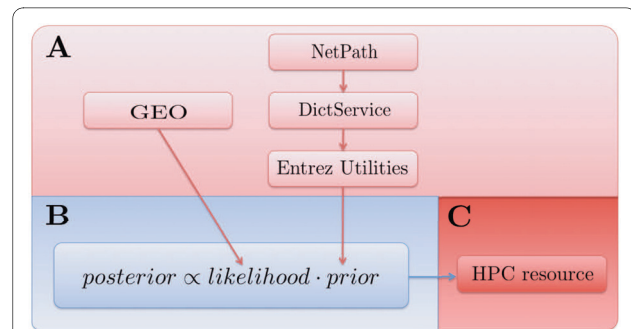 A
NetPath
GEO
DictService
Entrez Utilities
B
C
posterior ∝ likelihood · prior
HPC resource